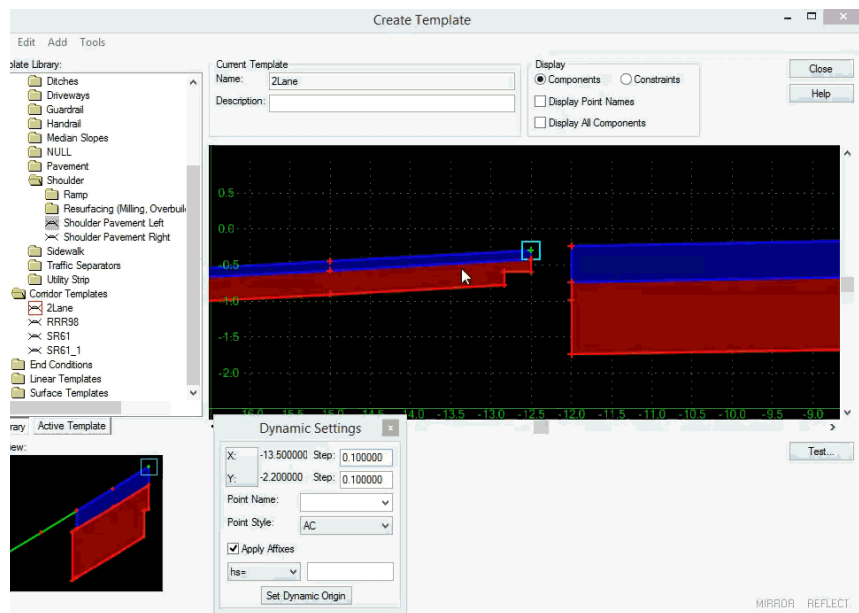 Create Template
Edit Add Tools
plate Library:
Ditches
Driveways
Guardrail
Handrail
Median Slopes
NULL
Pavement
Shoulder
Ramp
Resurfacing (Milling, Overbuil
Shoulder Pavement Left
Shoulder Pavement Right
Sidewalk
Traffic Separators
Utility Strip
Corridor Templates
2Lane
RRR98
SR61
SR61_1
End Conditions
Linear Templates
Surface Templates
rary Active Template
iew:
Current Template
Name: 2Lane
Description:
Display
Components Constraints
Display Point Names
Display All Components
Close
Help
0.5
0.0
-0.5
-1.0
-1.5
-2.0
-13.5 -13.0 -12.5 -12.0 -11.5 -11.0 -10.5 -10.0 -9.5 -9.0
Dynamic Settings
X: -13.500000 Step: 0.100000
Y: -2.200000 Step: 0.100000
Point Name:
Point Style: AC
Apply Affixes
hs=
Set Dynamic Origin
Test...
MIRROR REFLECT